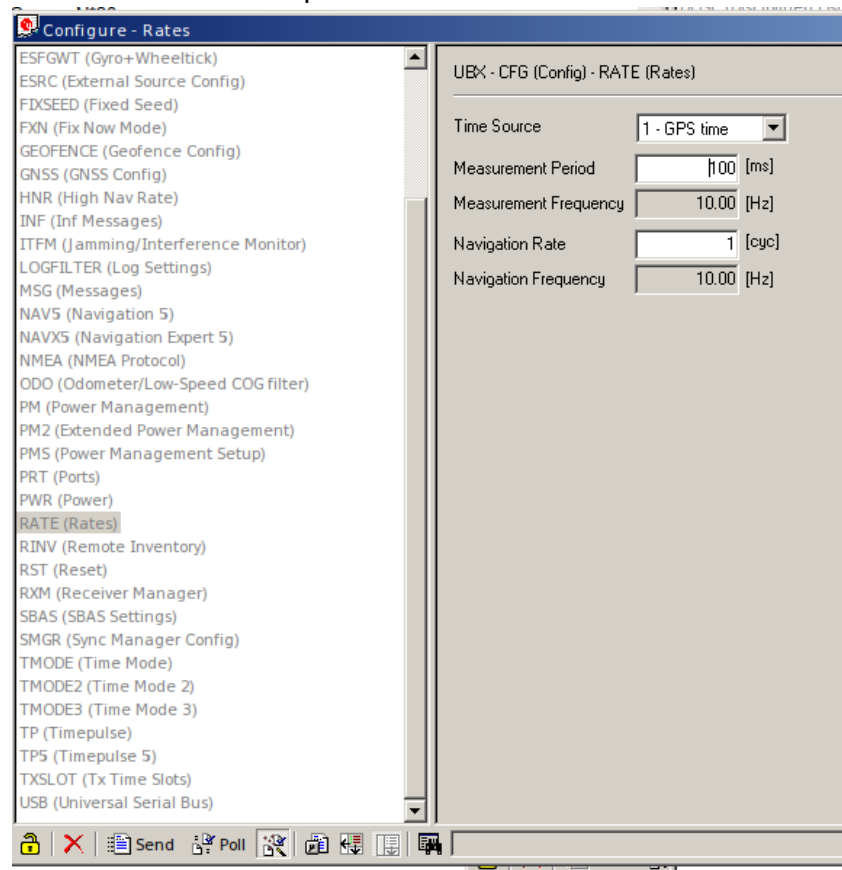 Configure - Rates
ESFGWT (Gyro+Wheeltick)
ESRC (External Source Config)
FIXSEED (Fixed Seed)
FXN (Fix Now Mode)
GEOFENCE (Geofence Config)
GNSS (GNSS Config)
HNR (High Nav Rate)
INF (Inf Messages)
ITFM (Jamming/Interference Monitor)
LOGFILTER (Log Settings)
MSG (Messages)
NAV5 (Navigation 5)
NAVX5 (Navigation Expert 5)
NMEA (NMEA Protocol)
ODO (Odometer/Low-Speed COG filter)
PM (Power Management)
PM2 (Extended Power Management)
PMS (Power Management Setup)
PRT (Ports)
PWR (Power)
RATE (Rates)
RINV (Remote Inventory)
RST (Reset)
RXM (Receiver Manager)
SBAS (SBAS Settings)
SMGR (Sync Manager Config)
TMODE (Time Mode)
TMODE2 (Time Mode 2)
TMODE3 (Time Mode 3)
TP (Timepulse)
TP5 (Timepulse 5)
TXSLOT (Tx Time Slots)
USB (Universal Serial Bus)
UBX - CFG (Config) - RATE (Rates)
Time Source 1 - GPS time
Measurement Period 100 [ms]
Measurement Frequency 10.00 [Hz]
Navigation Rate 1 [cyc]
Navigation Frequency 10.00 [Hz]
Send Poll